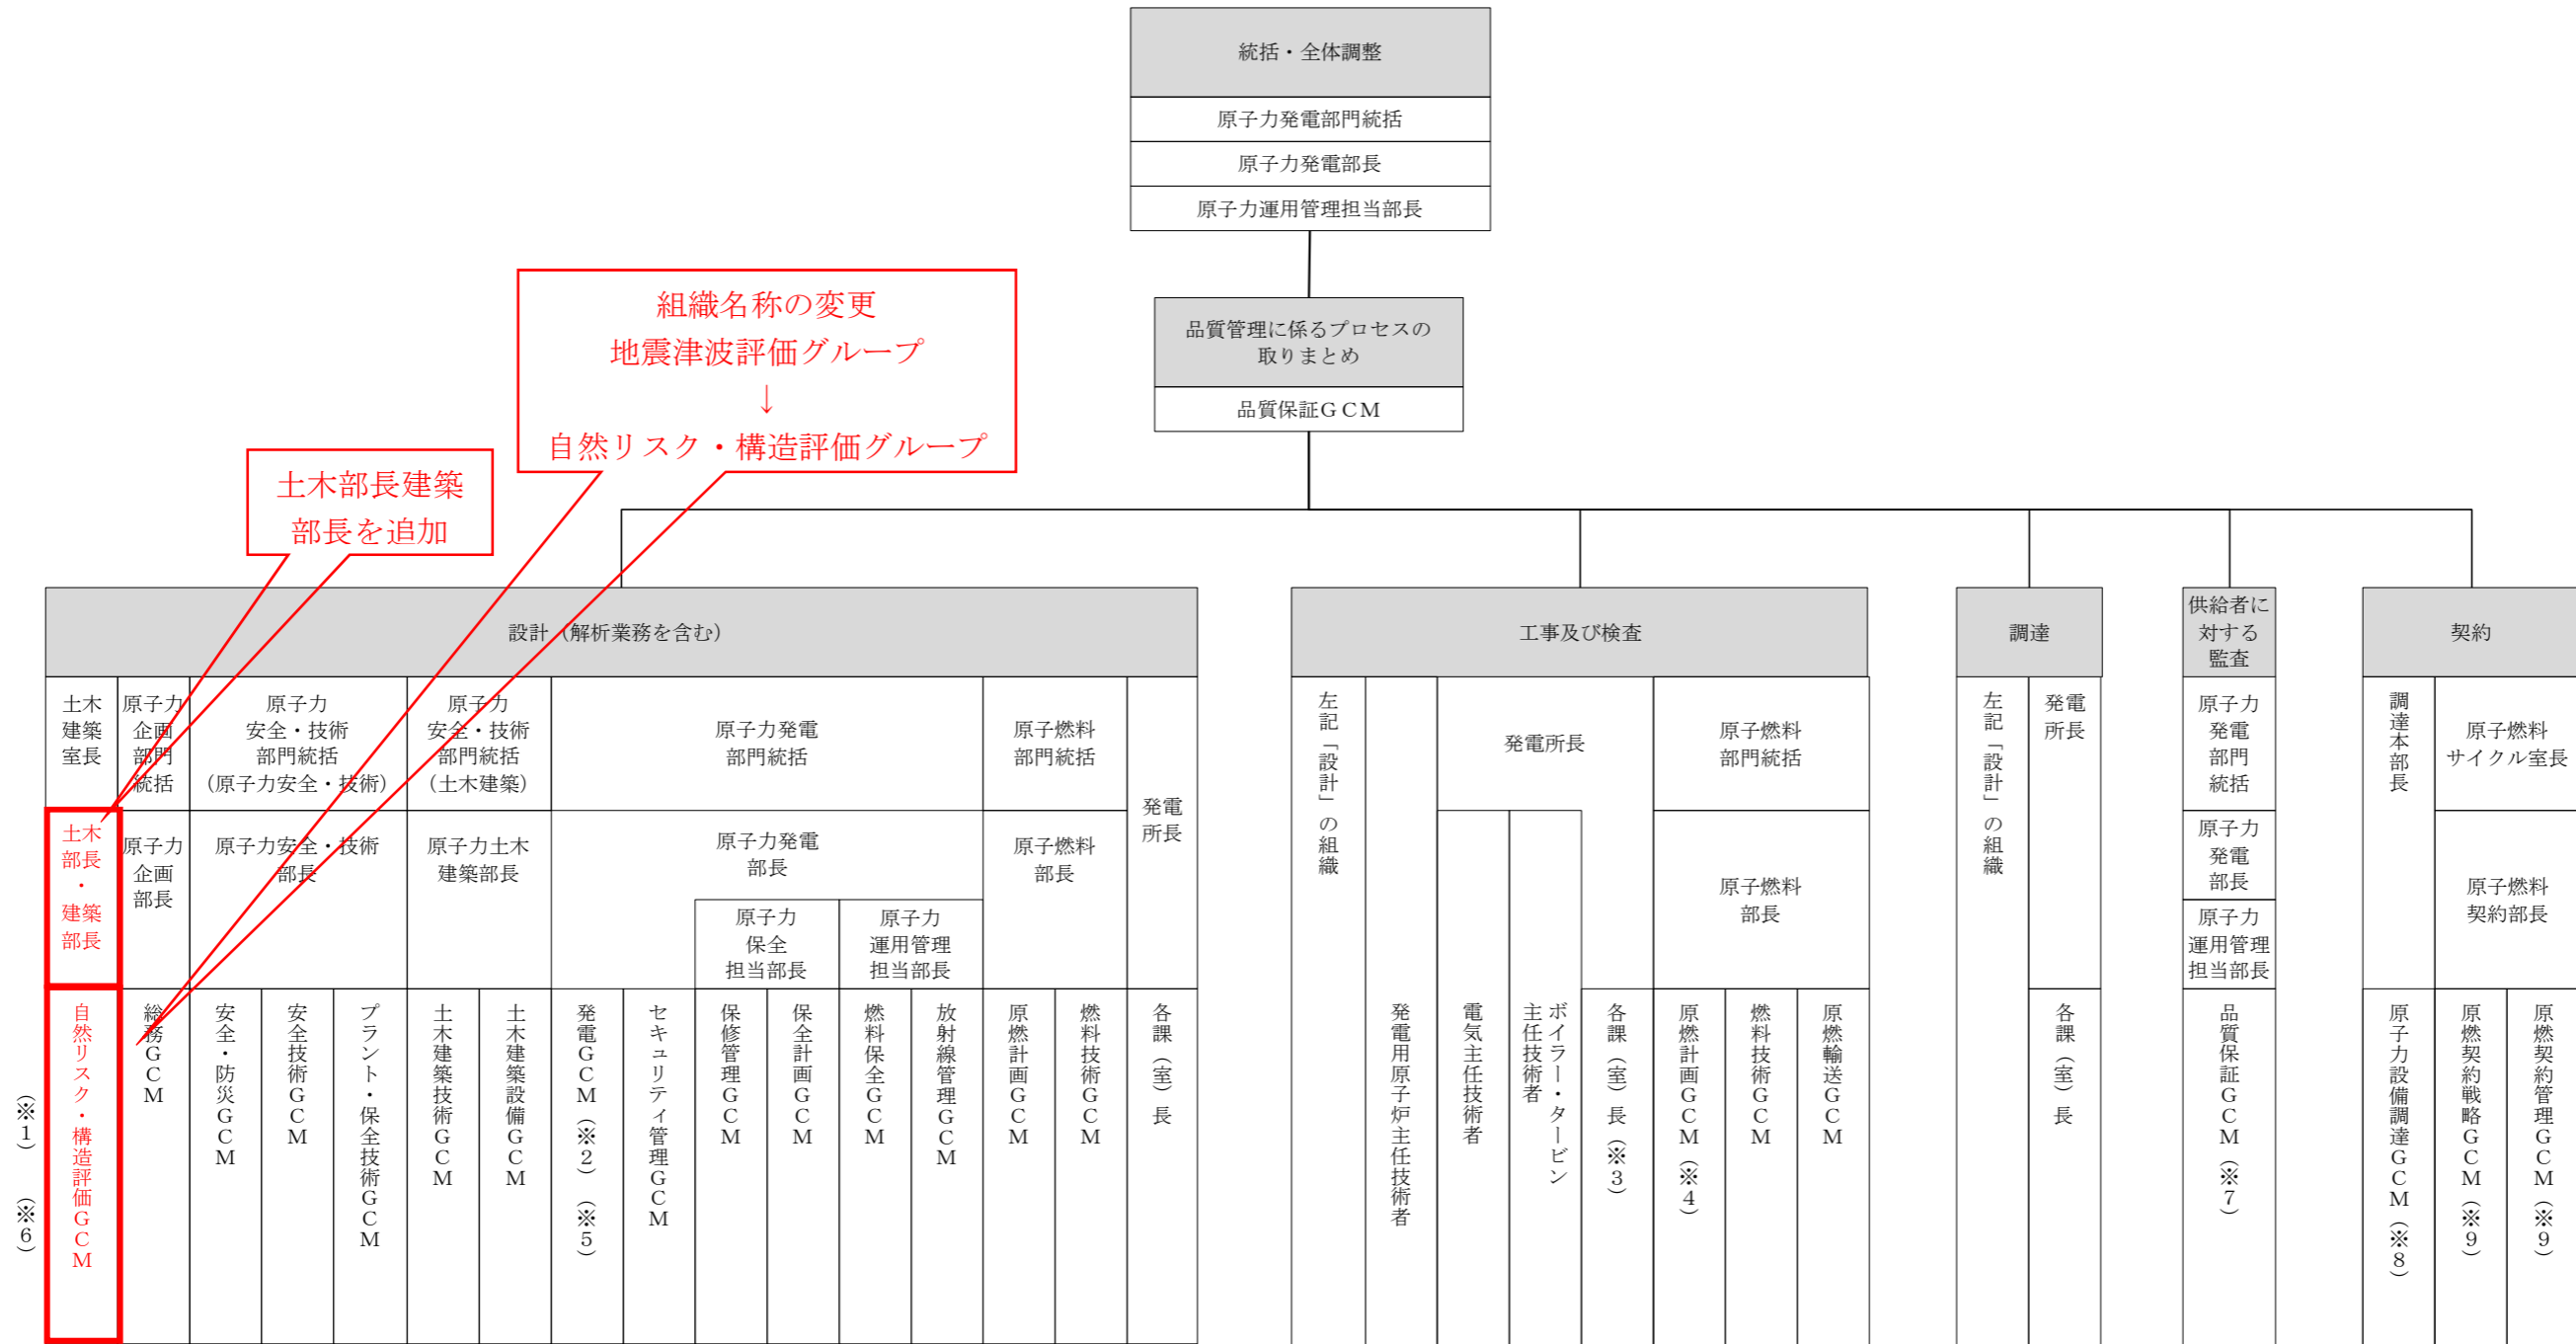 統括・全体調整
原子力発電部門統括
原子力発電部長
原子力運用管理担当部長
品質管理に係るプロセスの
取りまとめ
品質保証GCM
組織名称の変更
地震津波評価グループ
↓
自然リスク・構造評価グループ
土木部長建築
部長を追加
設計（解析業務を含む）
土木
建築
室長
原子力
企画
部門
統括
原子力
安全・技術
部門統括
（原子力安全・技術）
原子力
安全・技術
部門統括
（土木建築）
原子力発電
部門統括
原子燃料
部門統括
発電
所長
土木
部長
・
建築
部長
原子力
企画
部長
原子力安全・技術
部長
原子力土木
建築部長
原子力発電
部長
原子力
保全
担当部長
原子力
運用管理
担当部長
原子燃料
部長
（※1）　（※6）
自然リスク・構造評価GCM
総務GCM
安全・防災GCM
安全技術GCM
プラント・保全技術GCM
土木建築技術GCM
土木建築設備GCM
発電GCM（※2）（※5）
セキュリティ管理GCM
保修管理GCM
保全計画GCM
燃料保全GCM
放射線管理GCM
原燃計画GCM
燃料技術GCM
各課（室）長
工事及び検査
左記「設計」の組織
発電用原子炉主任技術者
発電所長
電気主任技術者
ボイラー・タービン
主任技術者
各課（室）長（※3）
原子燃料
部門統括
原子燃料
部長
原燃計画GCM（※4）
燃料技術GCM
原燃輸送GCM
調達
左記「設計」の組織
発電
所長
各課（室）長
供給者に
対する
監査
原子力
発電
部門
統括
原子力
発電
部長
原子力
運用管理
担当部長
品質保証GCM（※7）
契約
調達本部長
原子燃料
サイクル室長
原子燃料
契約部長
原子力設備調達GCM（※8）
原燃契約戦略GCM（※9）
原燃契約管理GCM（※9）